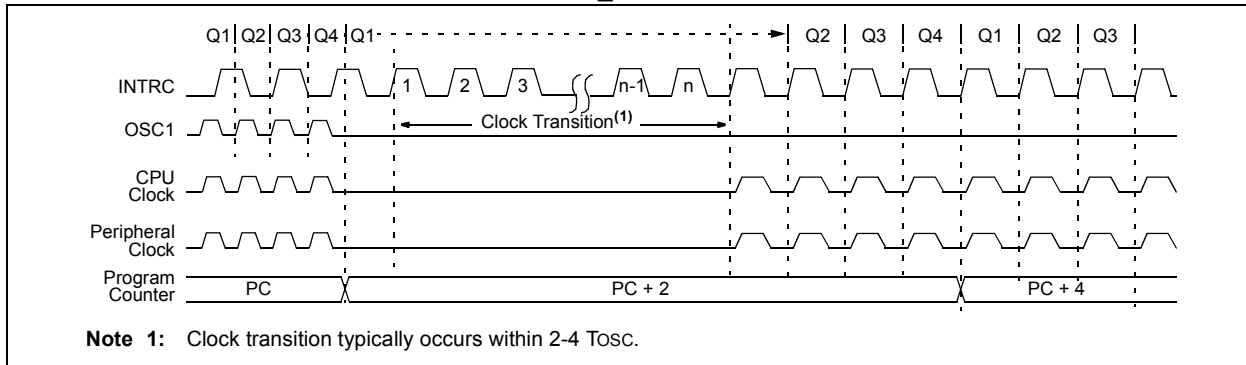 Q1 Q2 Q3 Q4 Q1 Q2 Q3 Q4 Q1 Q2 Q3
INTRC 1 2 3 n-1 n
OSC1 Clock Transition(1)
CPU
Clock
Peripheral
Clock
Program
Counter PC PC + 2 PC + 4
Note 1: Clock transition typically occurs within 2-4 TOSC.